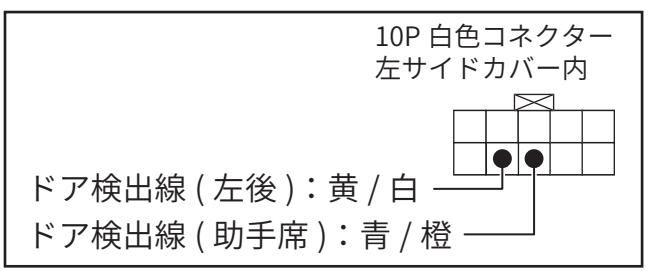 10P 白色コネクター
左サイドカバー内
ドア検出線 ( 左後 )：黄 / 白
ドア検出線 ( 助手席 )：青 / 橙